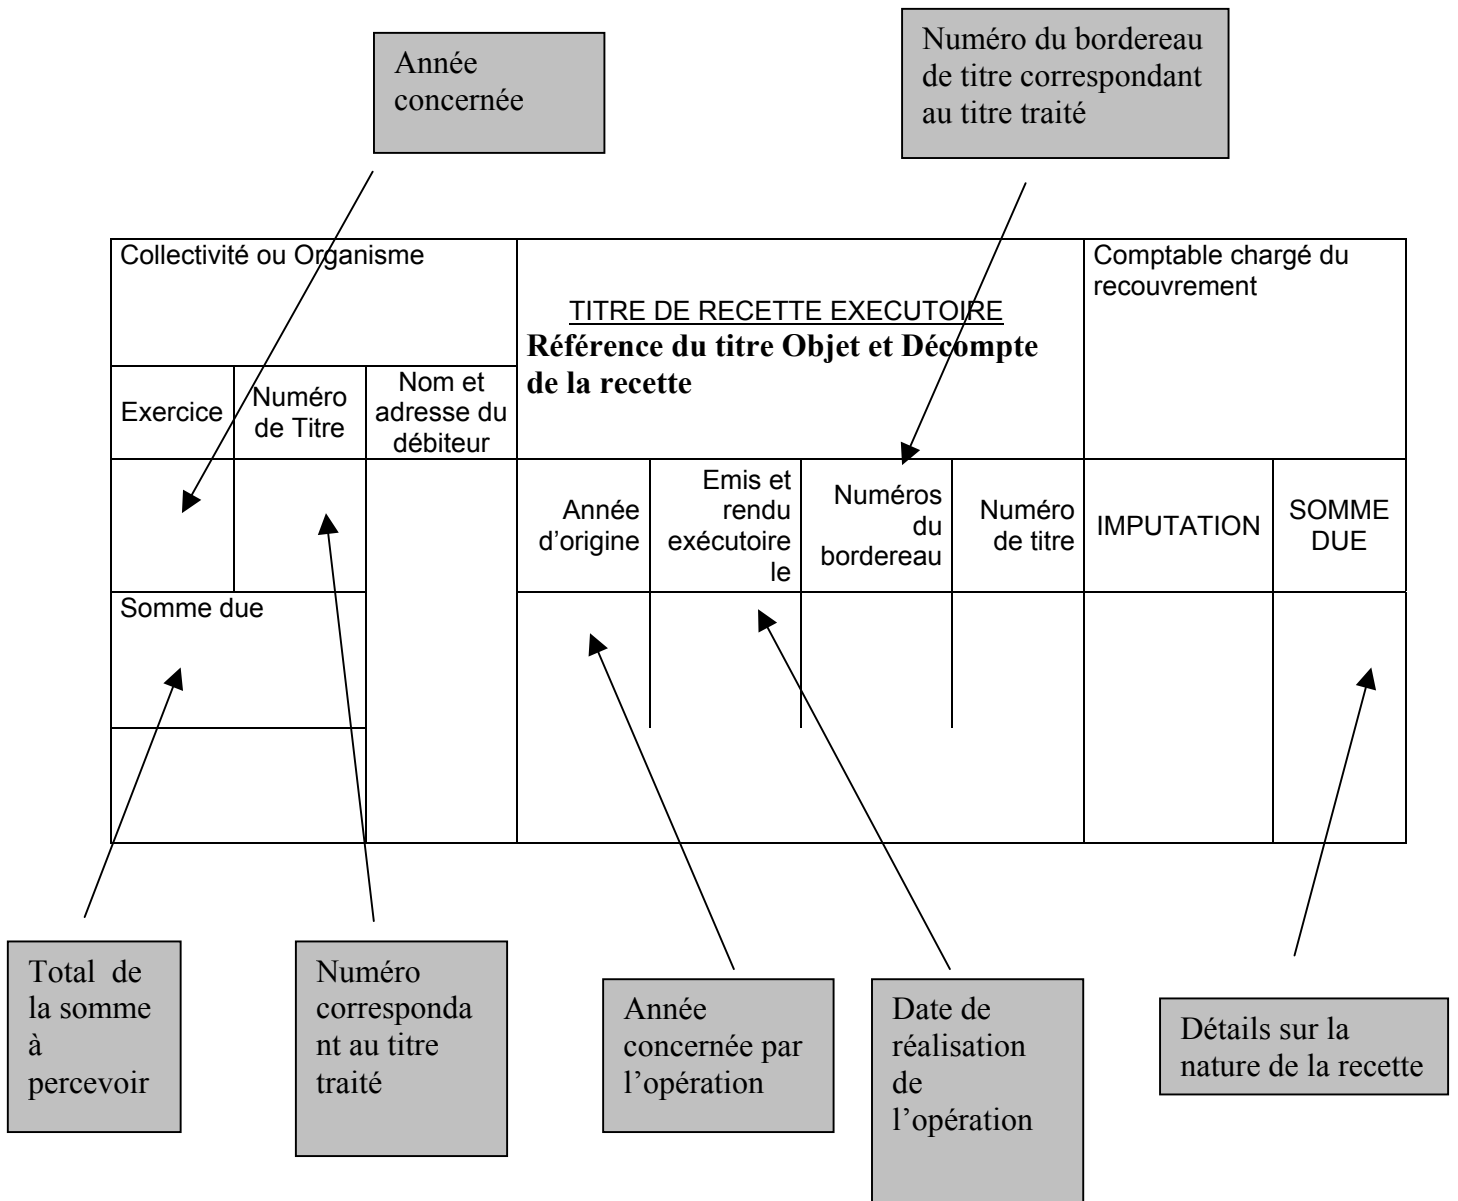 Année
concernée
Numéro du bordereau
de titre correspondant
au titre traité
Collectivité ou Organisme
TITRE DE RECETTE EXECUTOIRE
Référence du titre Objet et Décompte
de la recette
Comptable chargé du
recouvrement
Exercice
Numéro
de Titre
Nom et
adresse du
débiteur
Année
d’origine
Emis et
rendu
exécutoire
le
Numéros
du
bordereau
Numéro
de titre
IMPUTATION
SOMME
DUE
Somme due
Total de
la somme
à
percevoir
Numéro
corresponda
nt au titre
traité
Année
concernée par
l’opération
Date de
réalisation
de
l’opération
Détails sur la
nature de la recette